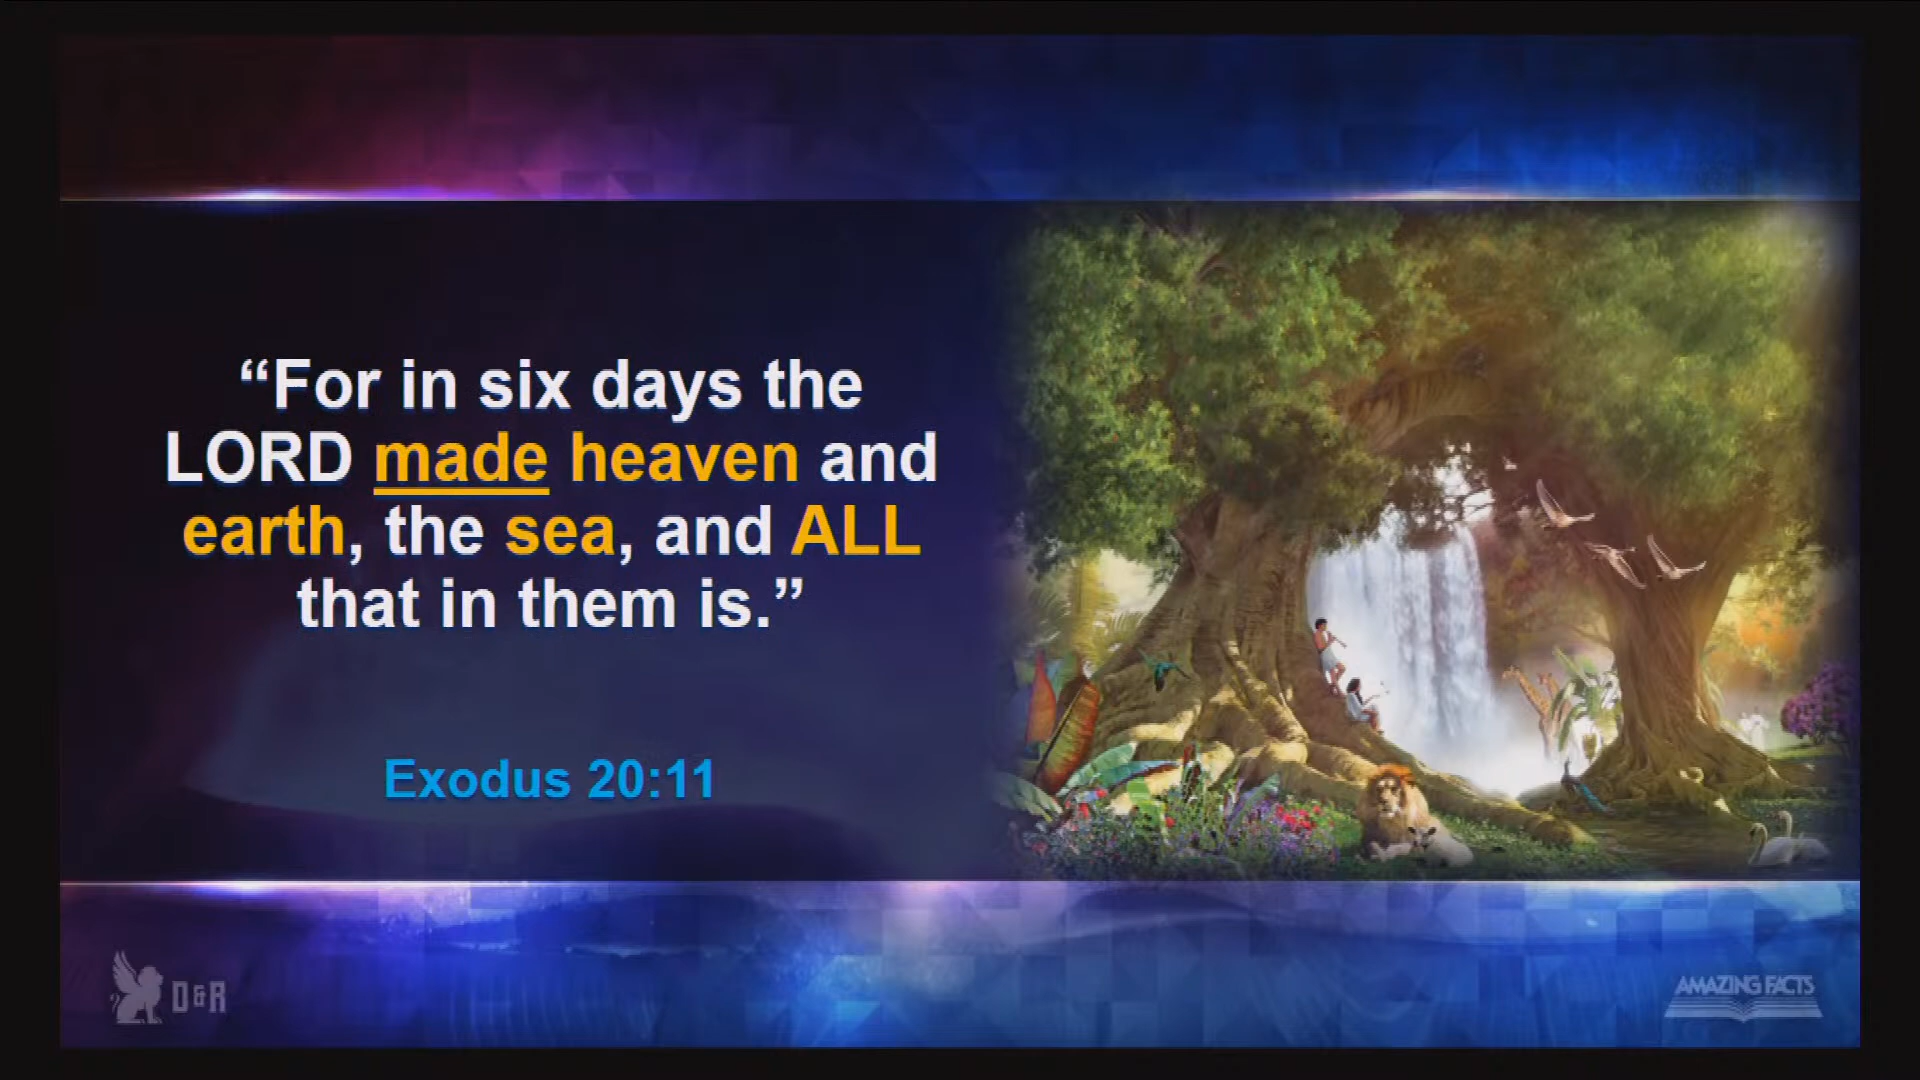 “For in six days the
LORD made heaven and
earth, the sea, and ALL
that in them is.”
Exodus 20:11
D&R
AMAZING FACTS